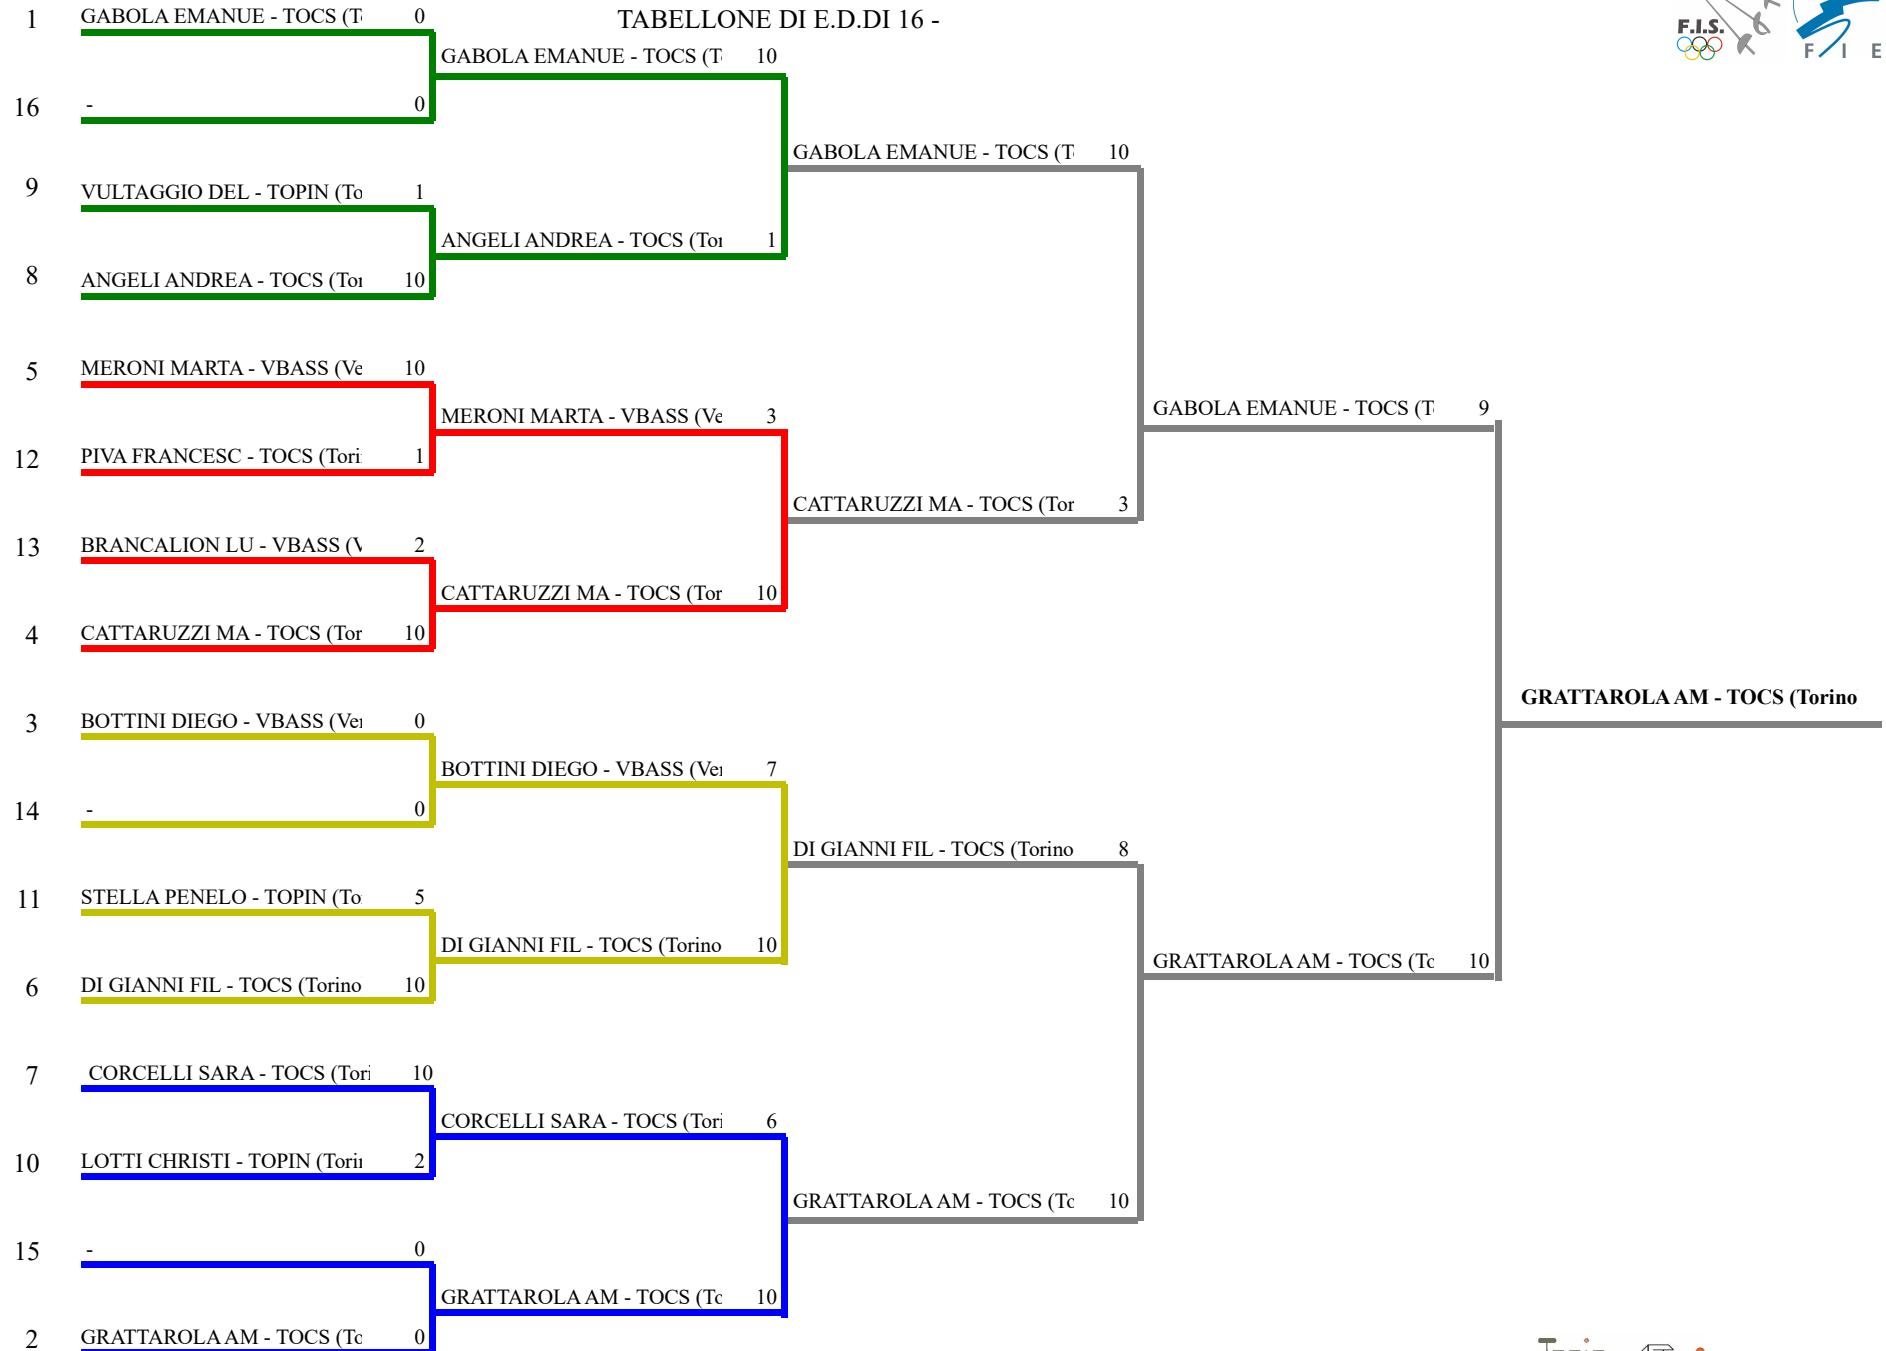 TABELLONE DI E.D.DI 16 -
F.I.S.
F I E
1 GABOLA EMANUE - TOCS (T 0
GABOLA EMANUE - TOCS (T 10
16 - 0
GABOLA EMANUE - TOCS (T 10
9 VULTAGGIO DEL - TOPIN (To 1
ANGELI ANDREA - TOCS (Tor 1
8 ANGELI ANDREA - TOCS (Tor 10
5 MERONI MARTA - VBASS (Ve 10
GABOLA EMANUE - TOCS (T 9
MERONI MARTA - VBASS (Ve 3
12 PIVA FRANCESC - TOCS (Tori 1
CATTARUZZI MA - TOCS (Tor 3
13 BRANCALION LU - VBASS (V 2
CATTARUZZI MA - TOCS (Tor 10
4 CATTARUZZI MA - TOCS (Tor 10
GRATTAROLA AM - TOCS (Torino
3 BOTTINI DIEGO - VBASS (Ver 0
BOTTINI DIEGO - VBASS (Ver 7
14 - 0
DI GIANNI FIL - TOCS (Torino 8
11 STELLA PENELO - TOPIN (To 5
DI GIANNI FIL - TOCS (Torino 10
GRATTAROLA AM - TOCS (To 10
6 DI GIANNI FIL - TOCS (Torino 10
7 CORCELLI SARA - TOCS (Tori 10
CORCELLI SARA - TOCS (Tori 6
10 LOTTI CHRISTI - TOPIN (Torin 2
GRATTAROLA AM - TOCS (To 10
15 - 0
GRATTAROLA AM - TOCS (To 10
2 GRATTAROLA AM - TOCS (To 0